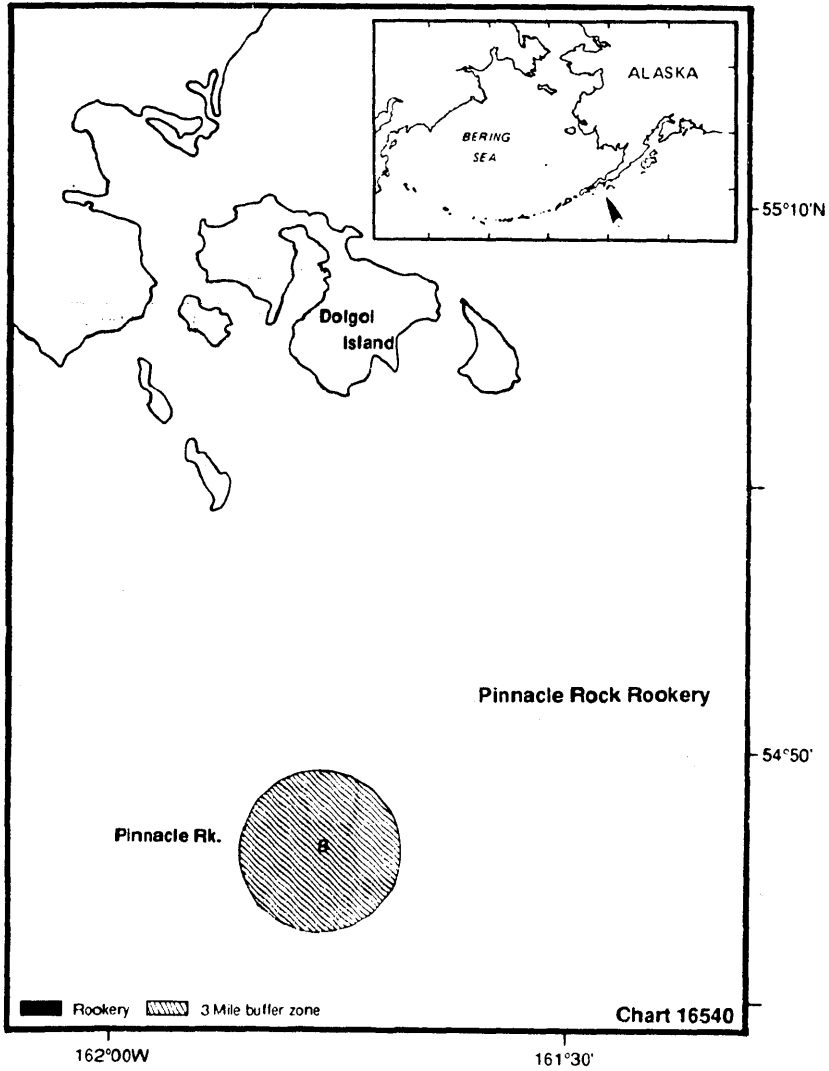 ALASKA
BERING
SEA
55°10'N
Dolgoi
Island
Pinnacle Rock Rookery
54°50'
Pinnacle Rk.
Rookery
3 Mile buffer zone
Chart 16540
162°00W
161°30'